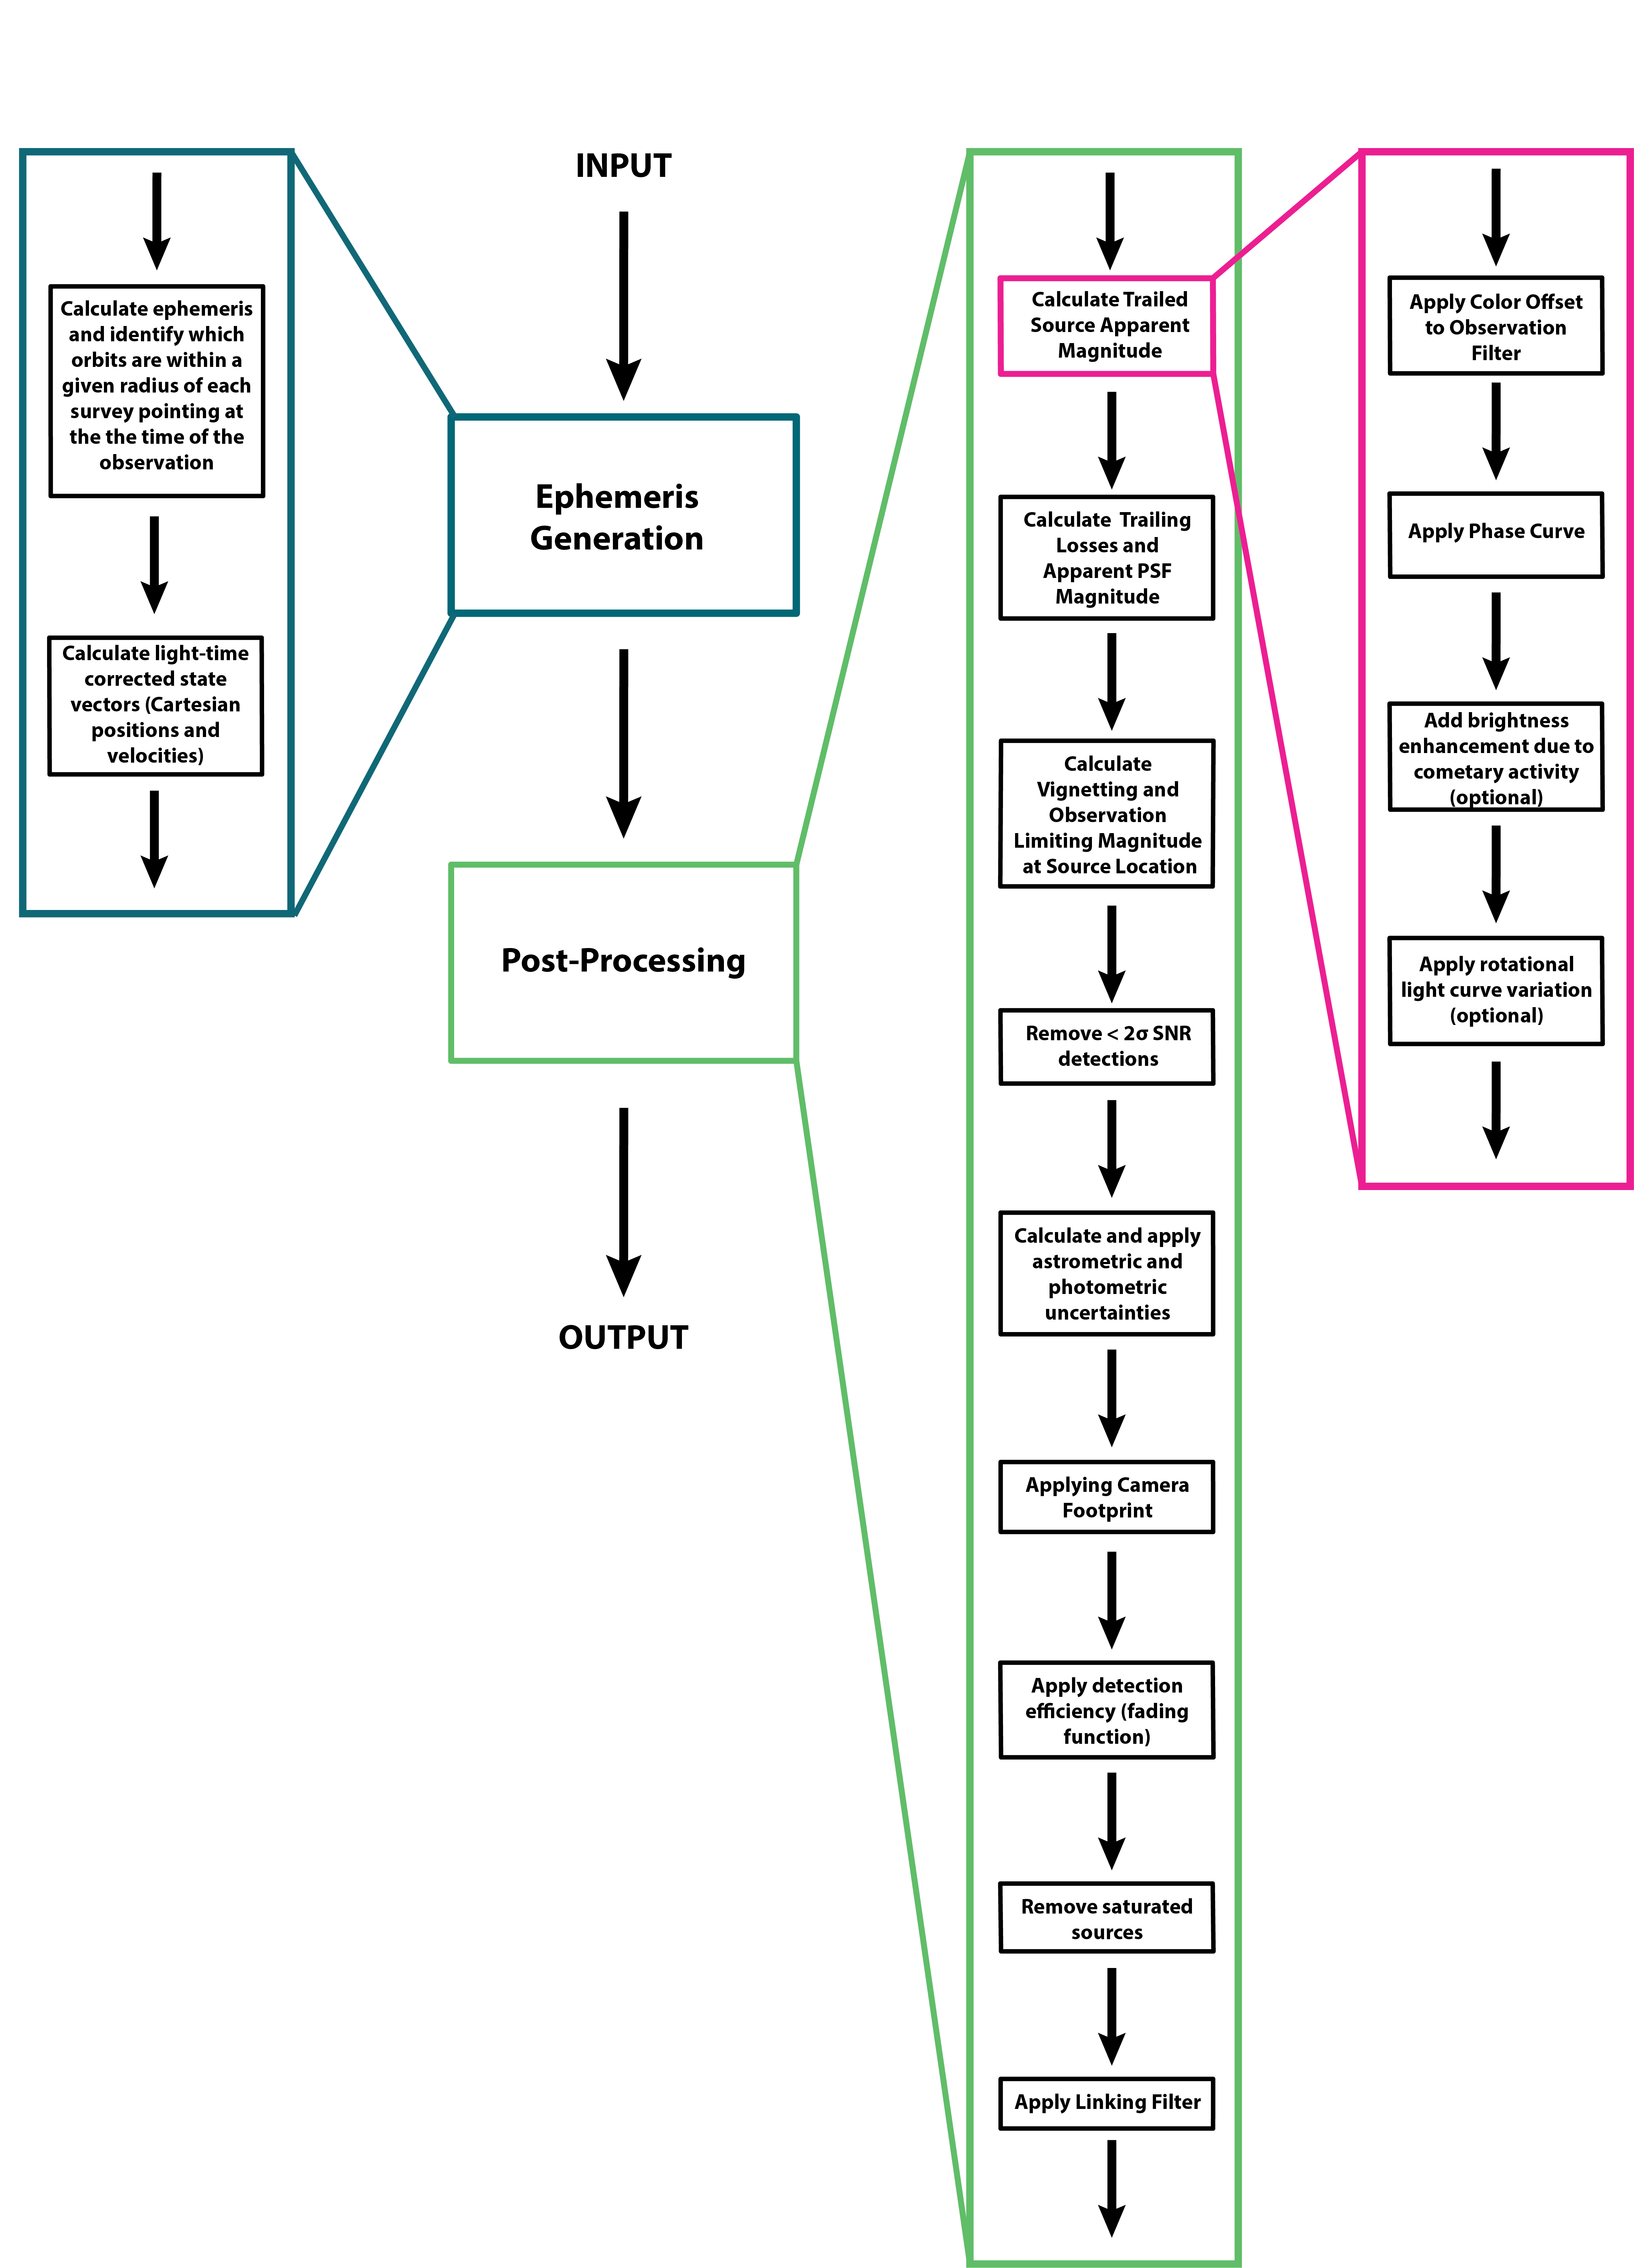 Calculate ephemeris
and identify which
orbits are within a
given radius of each
survey pointing at
the the time of the
observation
Calculate light-time
corrected state
vectors (Cartesian
positions and
velocities)
INPUT
Ephemeris
Generation
Post-Processing
OUTPUT
Calculate Trailed
Source Apparent
Magnitude
Calculate Trailing
Losses and
Apparent PSF
Magnitude
Calculate
Vignetting and
Observation
Limiting Magnitude
at Source Location
Remove < 2σ SNR
detections
Calculate and apply
astrometric and
photometric
uncertainties
Applying Camera
Footprint
Apply detection
efficiency (fading
function)
Remove saturated
sources
Apply Linking Filter
Apply Color Offset
to Observation
Filter
Apply Phase Curve
Add brightness
enhancement due to
cometary activity
(optional)
Apply rotational
light curve variation
(optional)